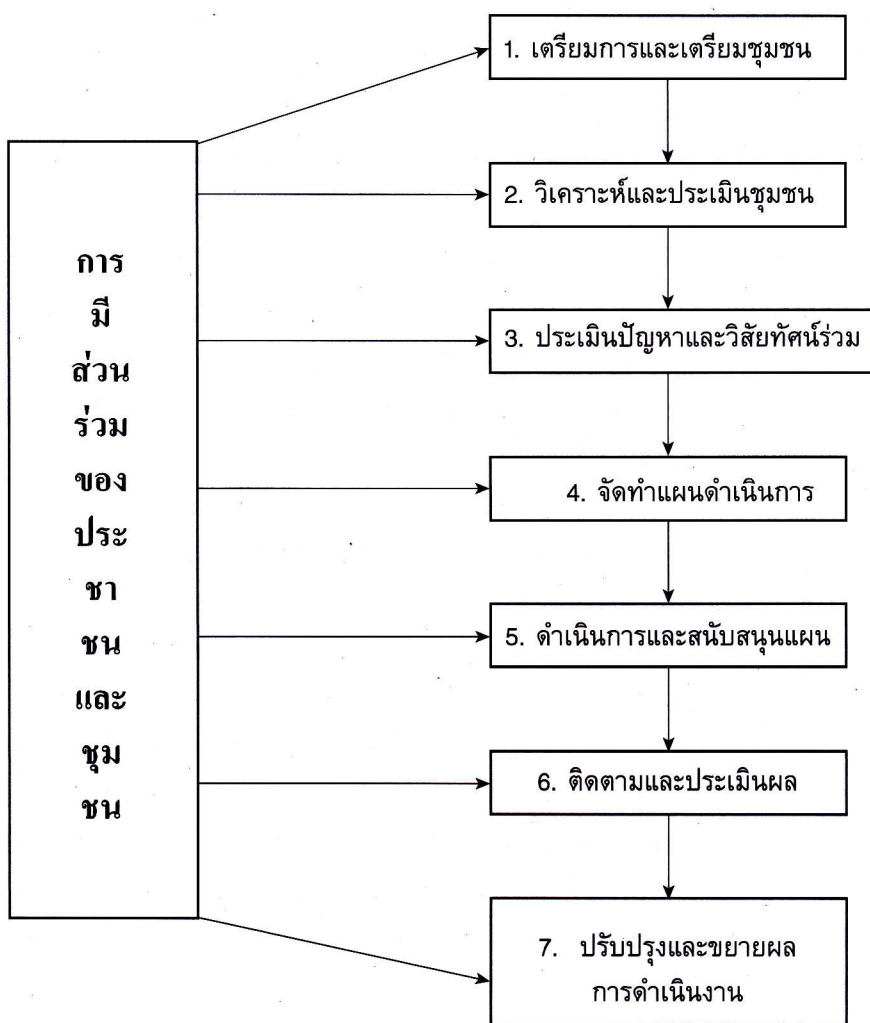 การ
มี
ส่วน
ร่วม
ของ
ประ
ชา
ชน
และ
ชุม
ชน
1. เตรียมการและเตรียมชุมชน
2. วิเคราะห์และประเมินชุมชน
3. ประเมินปัญหาและวิสัยทัศน์ร่วม
4. จัดทำแผนดำเนินการ
5. ดำเนินการและสนับสนุนแผน
6. ติดตามและประเมินผล
7. ปรับปรุงและขยายผล
การดำเนินงาน